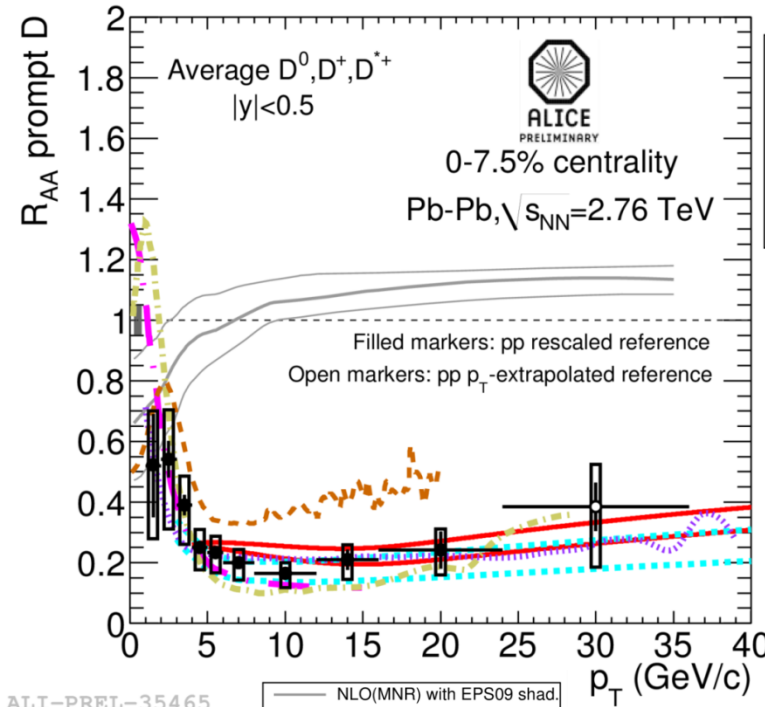 R_AA prompt D
2
1.8
1.6
1.4
1.2
1
0.8
0.6
0.4
0.2
0
Average D⁰,D⁺,D*⁺
|y|<0.5
ALICE
PRELIMINARY
0-7.5% centrality
Pb-Pb,√s_NN=2.76 TeV
Filled markers: pp rescaled reference
Open markers: pp p_T-extrapolated reference
0 5 10 15 20 25 30 35 40
p_T (GeV/c)
ALI-PREL-35465
NLO(MNR) with EPS09 shad.